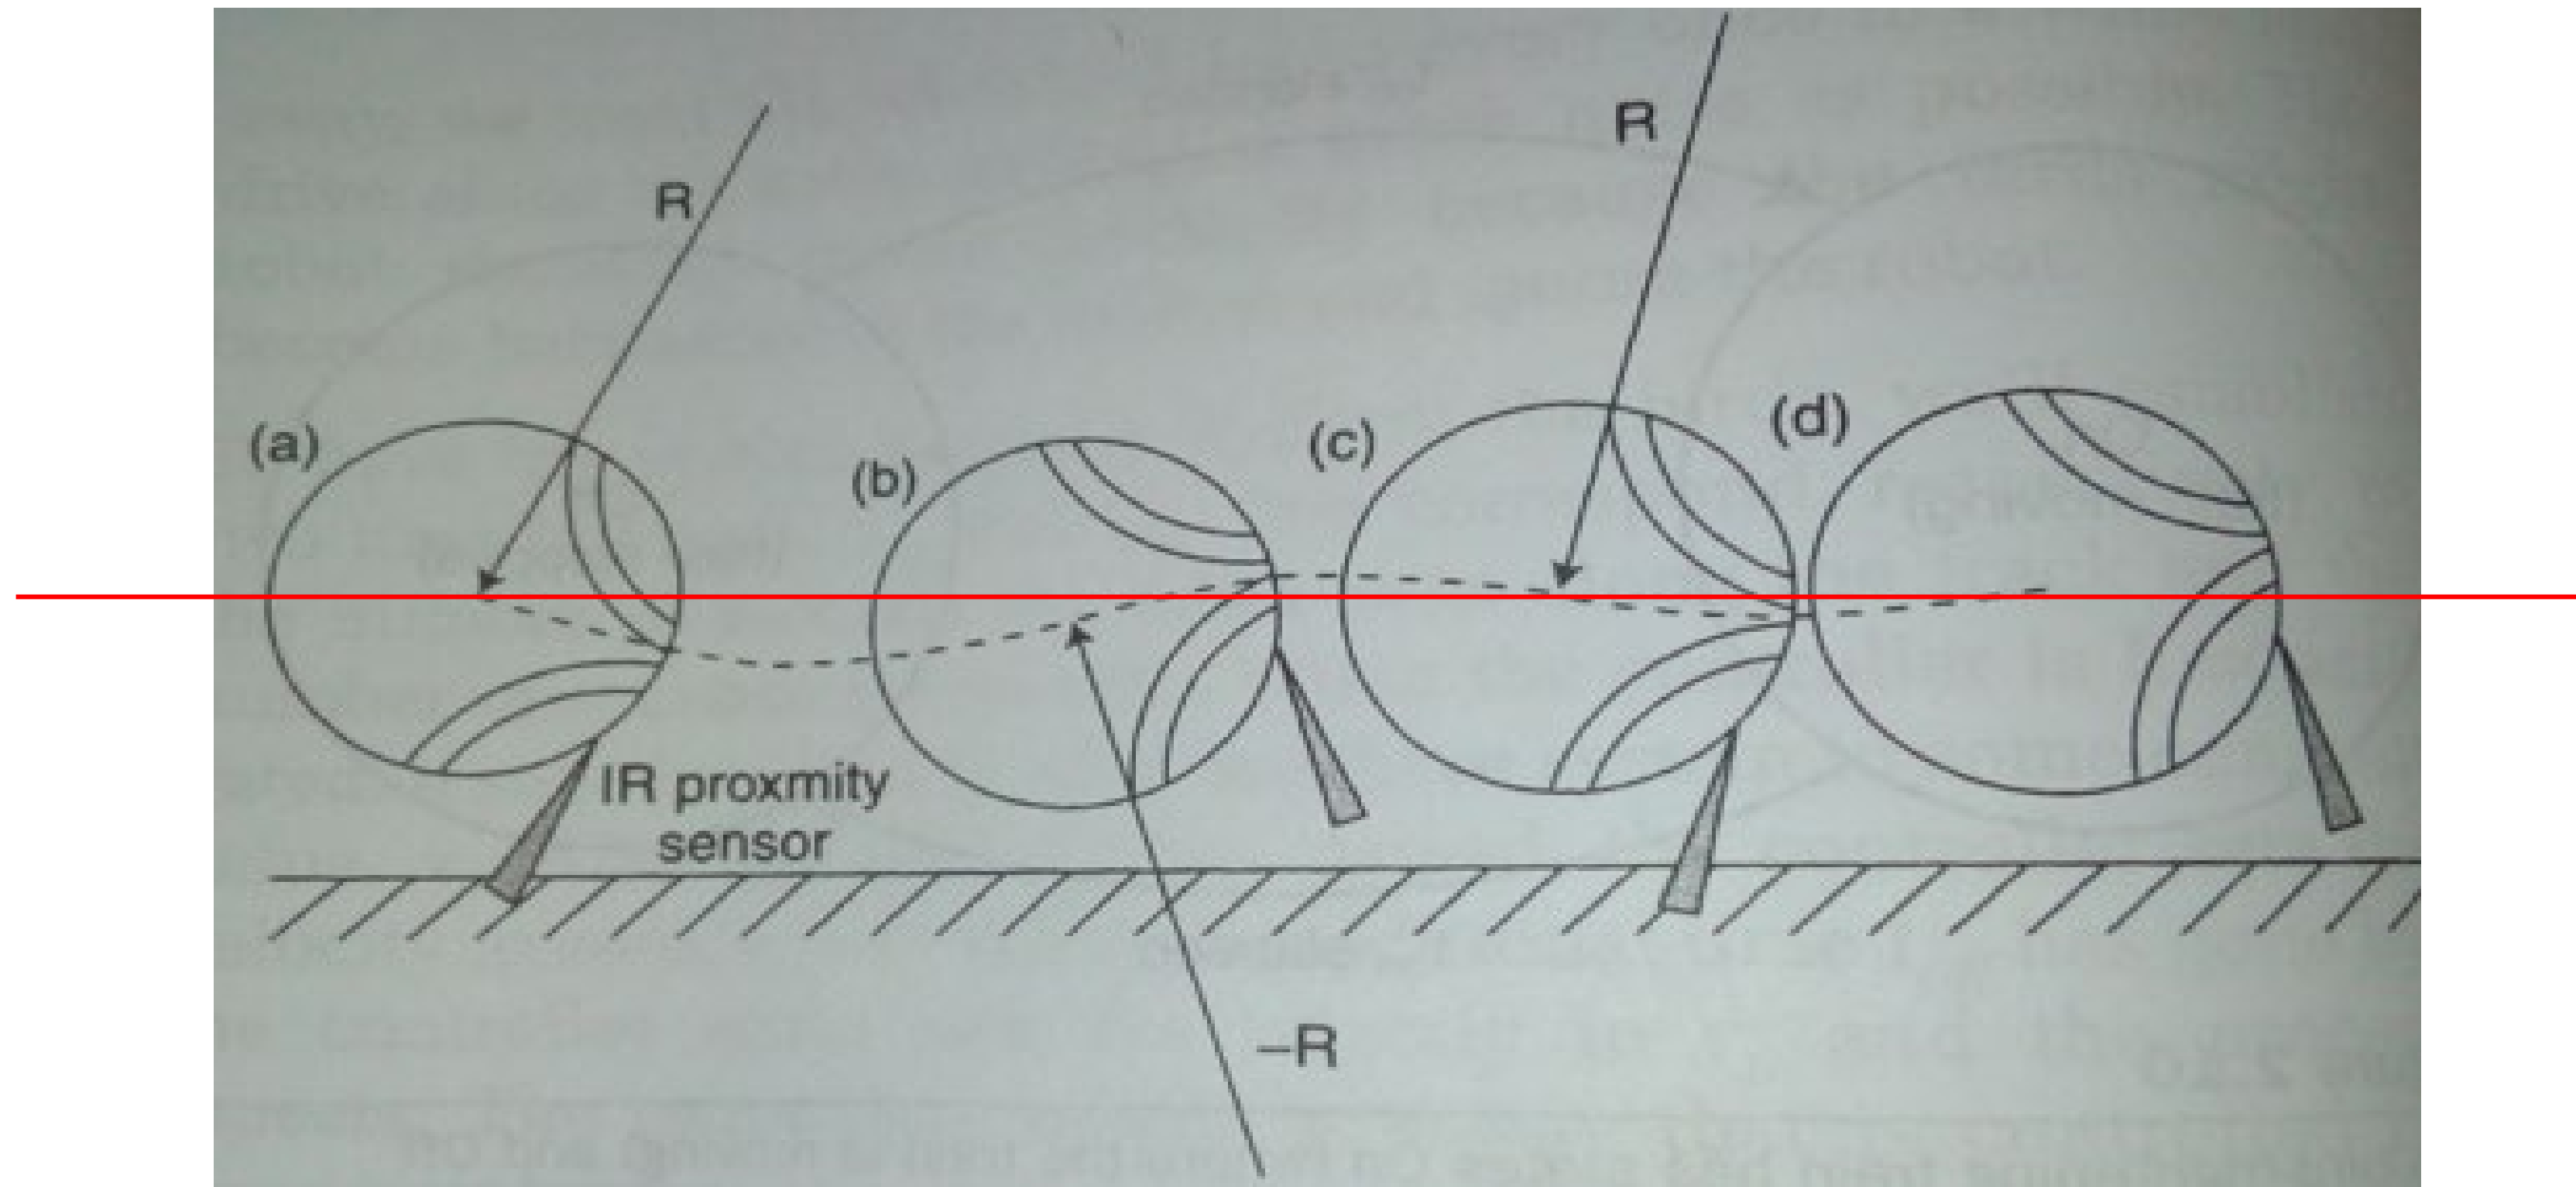 R
R
(a)
(b)
(c)
(d)
IR proxmity
sensor
–R